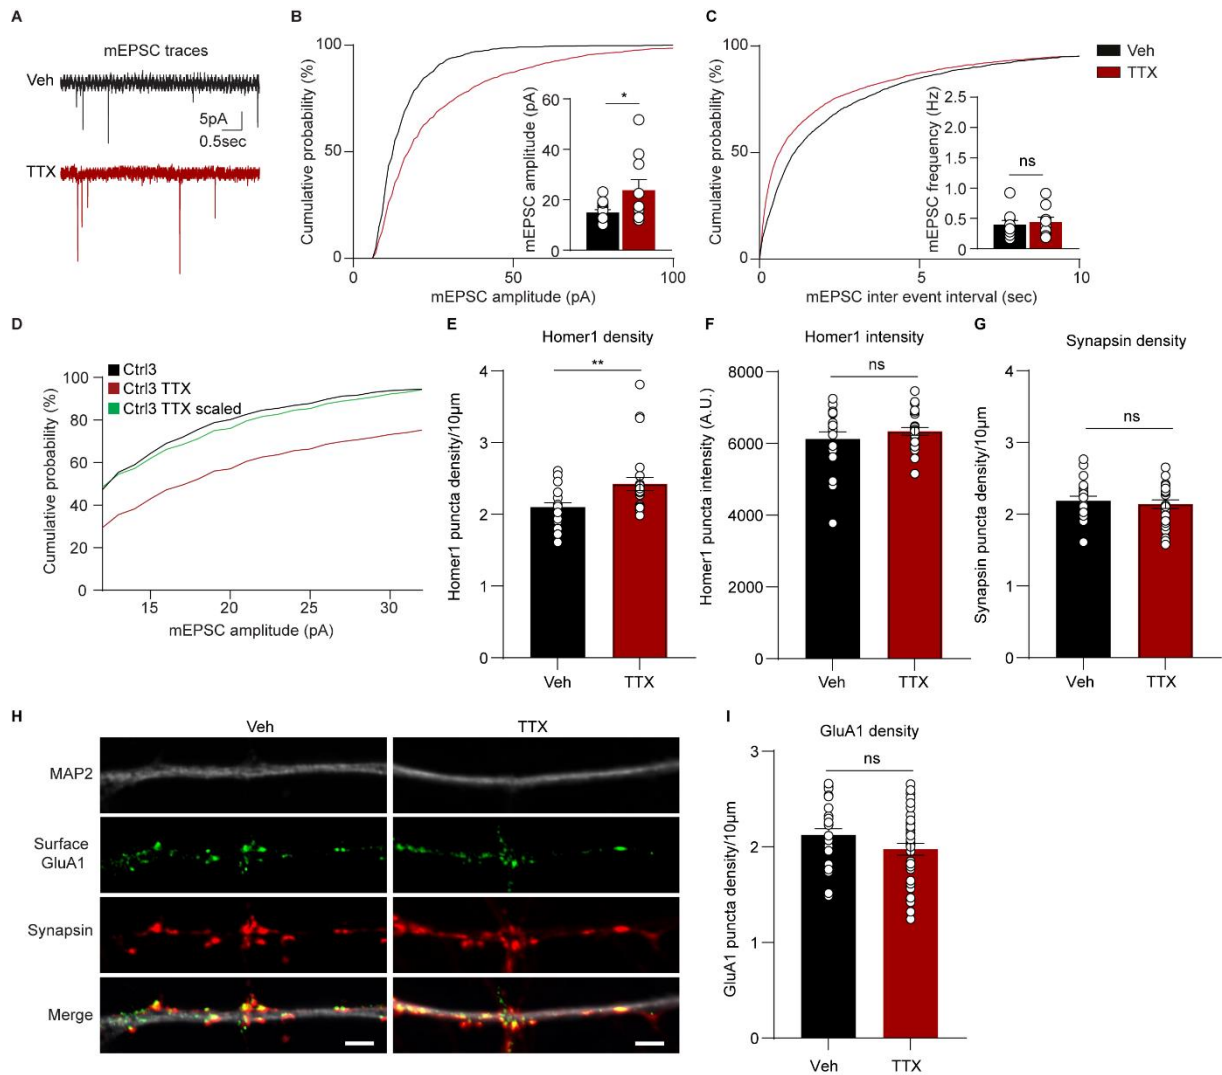 A
mEPSC traces
Veh
5pA
0.5sec
TTX
B
Cumulative probability (%)
100
50
0
0
50
100
mEPSC amplitude (pA)
mEPSC amplitude (pA)
60
40
20
0
*
C
Cumulative probability (%)
100
50
0
0
5
10
mEPSC inter event interval (sec)
mEPSC frequency (Hz)
2.5
2.0
1.5
1.0
0.5
0
ns
Veh
TTX
D
Cumulative probability (%)
100
80
60
40
20
0
15
20
25
30
mEPSC amplitude (pA)
Ctrl3
Ctrl3 TTX
Ctrl3 TTX scaled
E
Homer1 density
**
Homer1 puncta density/10µm
4
3
2
1
0
Veh
TTX
F
Homer1 intensity
ns
Homer1 puncta intensity (A.U.)
8000
6000
4000
2000
0
Veh
TTX
G
Synapsin density
ns
Synapsin puncta density/10µm
4
3
2
1
0
Veh
TTX
H
Veh
TTX
MAP2
Surface
GluA1
Synapsin
Merge
I
GluA1 density
ns
GluA1 puncta density/10µm
3
2
1
0
Veh
TTX